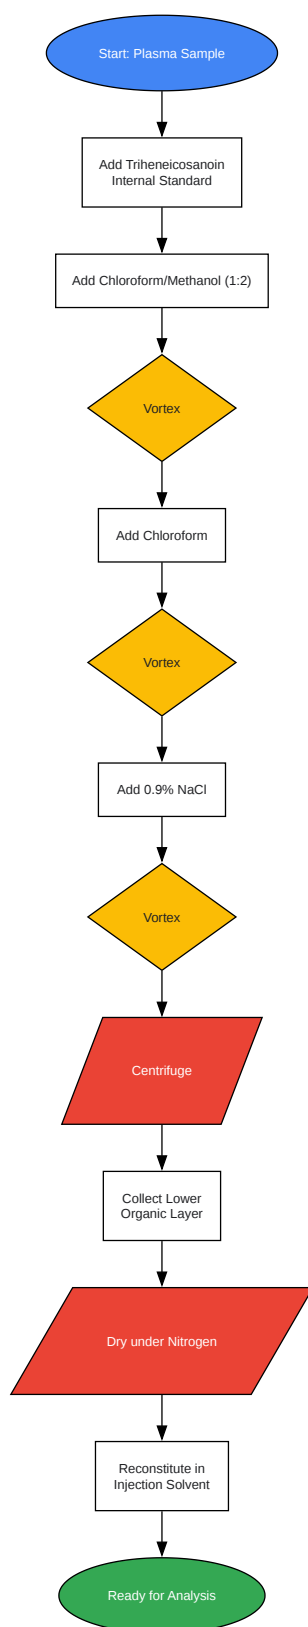 Start: Plasma Sample
Add Triheneicosanoin
Internal Standard
Add Chloroform/Methanol (1:2)
Vortex
Add Chloroform
Vortex
Add 0.9% NaCl
Vortex
Centrifuge
Collect Lower
Organic Layer
Dry under Nitrogen
Reconstitute in
Injection Solvent
Ready for Analysis